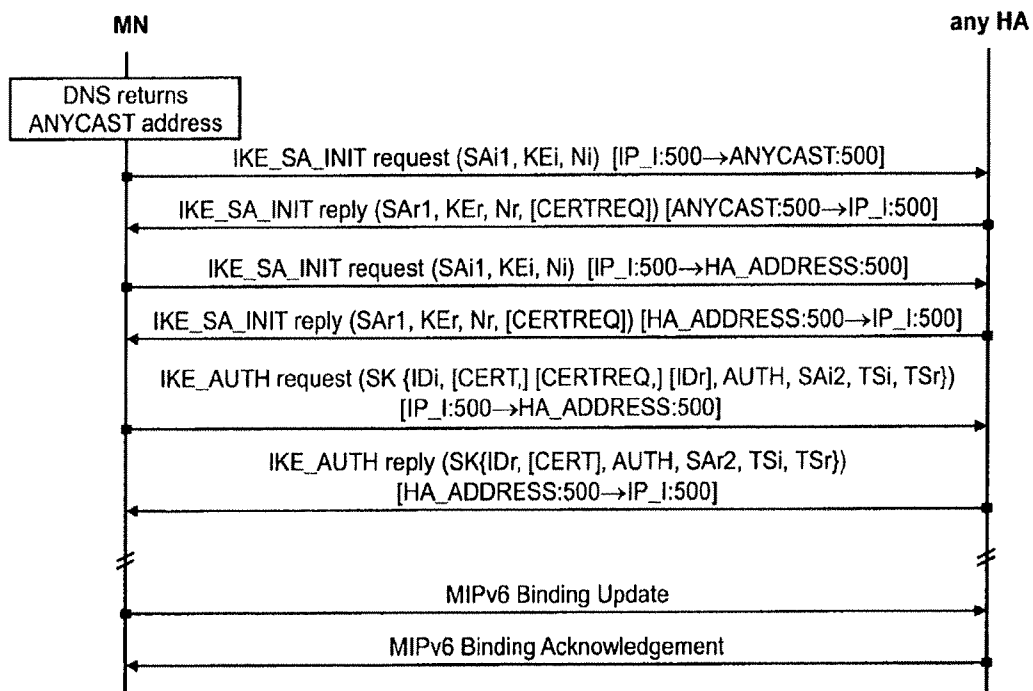 MN
any HA
DNS returns
ANYCAST address
IKE_SA_INIT request (SAi1, KEi, Ni) [IP_I:500→ANYCAST:500]
IKE_SA_INIT reply (SAr1, KEr, Nr, [CERTREQ]) [ANYCAST:500→IP_I:500]
IKE_SA_INIT request (SAi1, KEi, Ni) [IP_I:500→HA_ADDRESS:500]
IKE_SA_INIT reply (SAr1, KEr, Nr, [CERTREQ]) [HA_ADDRESS:500→IP_I:500]
IKE_AUTH request (SK {IDi, [CERT,] [CERTREQ,] [IDr], AUTH, SAi2, TSi, TSr})
[IP_I:500→HA_ADDRESS:500]
IKE_AUTH reply (SK{IDr, [CERT], AUTH, SAr2, TSi, TSr})
[HA_ADDRESS:500→IP_I:500]
MIPv6 Binding Update
MIPv6 Binding Acknowledgement